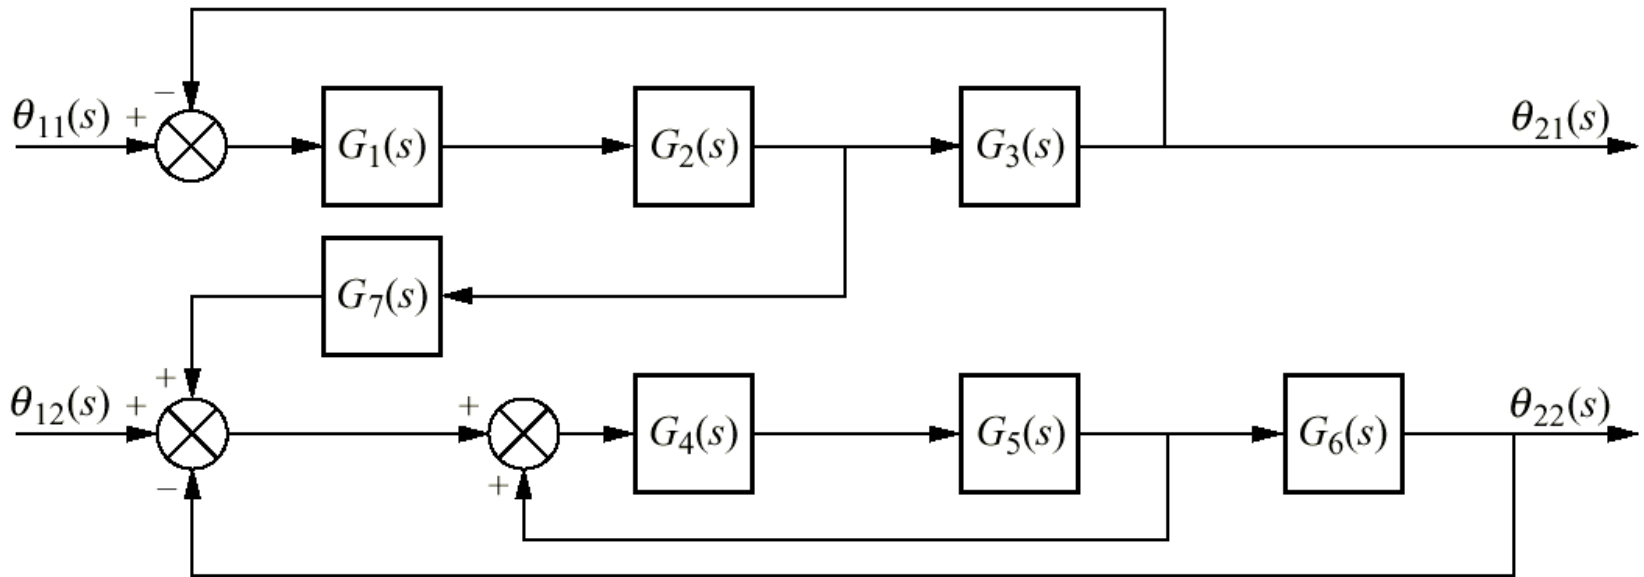 −
θ₁₁(s) + G₁(s) G₂(s) G₃(s) θ₂₁(s)
G₇(s)
+
θ₁₂(s) + + G₄(s) G₅(s) G₆(s) θ₂₂(s)
− +